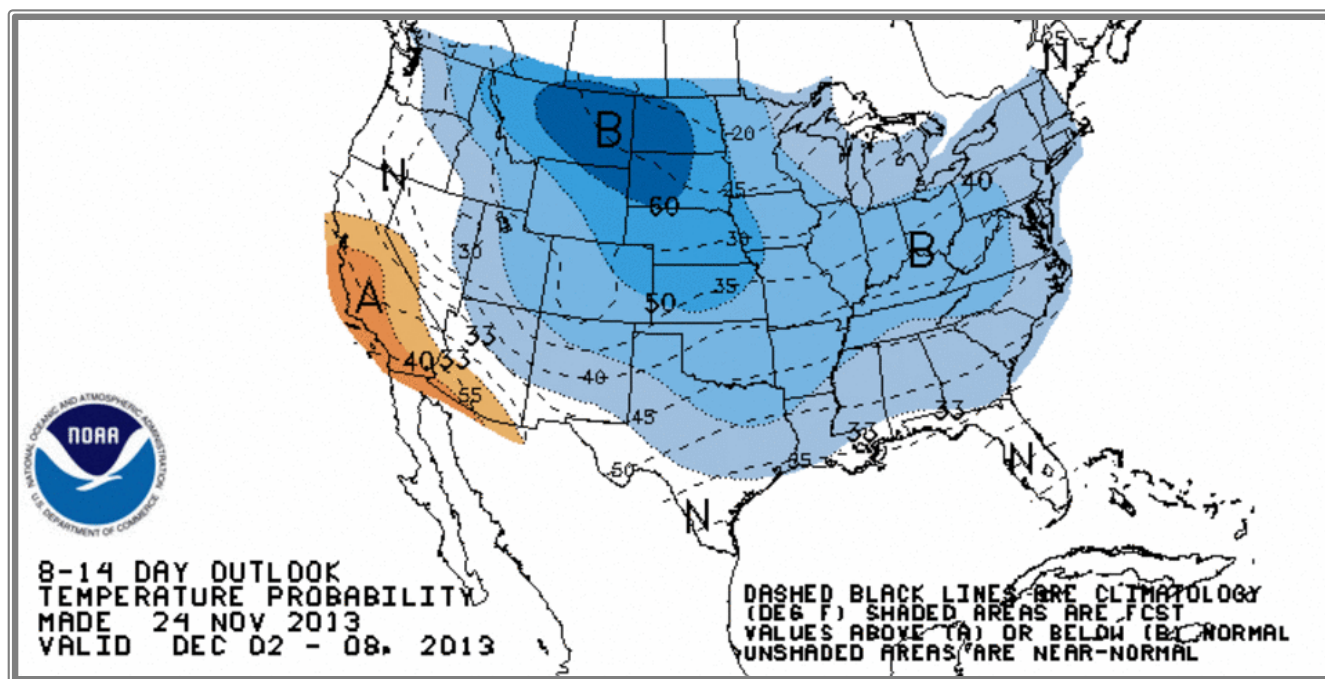 N
20
B
N
25
40
60
30
30
B
35
A
50
33
40 33
40
55
45
33
33
35
N
50
N
NATIONAL OCEANIC AND ATMOSPHERIC ADMINISTRATION
NOAA
U.S. DEPARTMENT OF COMMERCE
8-14 DAY OUTLOOK
TEMPERATURE PROBABILITY
MADE 24 NOV 2013
VALID DEC 02 - 08, 2013
DASHED BLACK LINES ARE CLIMATOLOGY
(DEG F) SHADED AREAS ARE FCST
VALUES ABOVE (A) OR BELOW (B) NORMAL
UNSHADED AREAS ARE NEAR-NORMAL